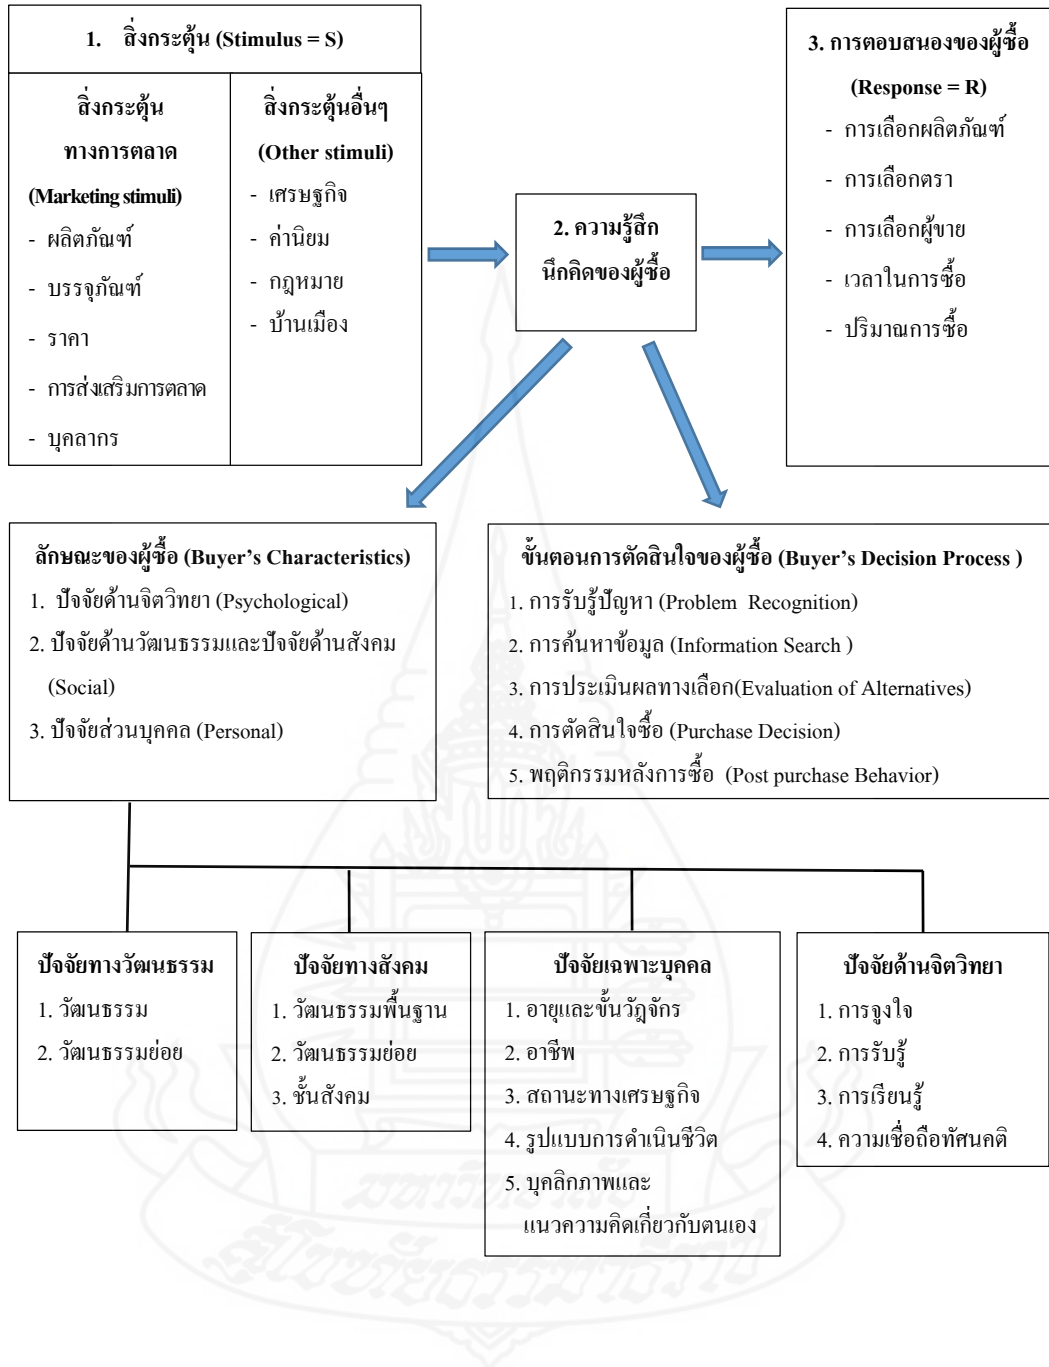 1. สิ่งกระตุ้น (Stimulus = S)
สิ่งกระตุ้น
ทางการตลาด
(Marketing stimuli)
- ผลิตภัณฑ์
- บรรจุภัณฑ์
- ราคา
- การส่งเสริมการตลาด
- บุคลากร
สิ่งกระตุ้นอื่นๆ
(Other stimuli)
- เศรษฐกิจ
- ค่านิยม
- กฎหมาย
- บ้านเมือง
2. ความรู้สึก
นึกคิดของผู้ซื้อ
3. การตอบสนองของผู้ซื้อ
(Response = R)
- การเลือกผลิตภัณฑ์
- การเลือกตรา
- การเลือกผู้ขาย
- เวลาในการซื้อ
- ปริมาณการซื้อ
ลักษณะของผู้ซื้อ (Buyer’s Characteristics)
1. ปัจจัยด้านจิตวิทยา (Psychological)
2. ปัจจัยด้านวัฒนธรรมและปัจจัยด้านสังคม
(Social)
3. ปัจจัยส่วนบุคคล (Personal)
ขั้นตอนการตัดสินใจของผู้ซื้อ (Buyer’s Decision Process )
1. การรับรู้ปัญหา (Problem Recognition)
2. การค้นหาข้อมูล (Information Search )
3. การประเมินผลทางเลือก(Evaluation of Alternatives)
4. การตัดสินใจซื้อ (Purchase Decision)
5. พฤติกรรมหลังการซื้อ (Post purchase Behavior)
ปัจจัยทางวัฒนธรรม
1. วัฒนธรรม
2. วัฒนธรรมย่อย
ปัจจัยทางสังคม
1. วัฒนธรรมพื้นฐาน
2. วัฒนธรรมย่อย
3. ชั้นสังคม
ปัจจัยเฉพาะบุคคล
1. อายุและขั้นวัฎจักร
2. อาชีพ
3. สถานะทางเศรษฐกิจ
4. รูปแบบการดำเนินชีวิต
5. บุคลิกภาพและ
แนวความคิดเกี่ยวกับตนเอง
ปัจจัยด้านจิตวิทยา
1. การจูงใจ
2. การรับรู้
3. การเรียนรู้
4. ความเชื่อถือทัศนคติ
มหาวิทยาลัย
สุโขทัยธรรมาธิราช